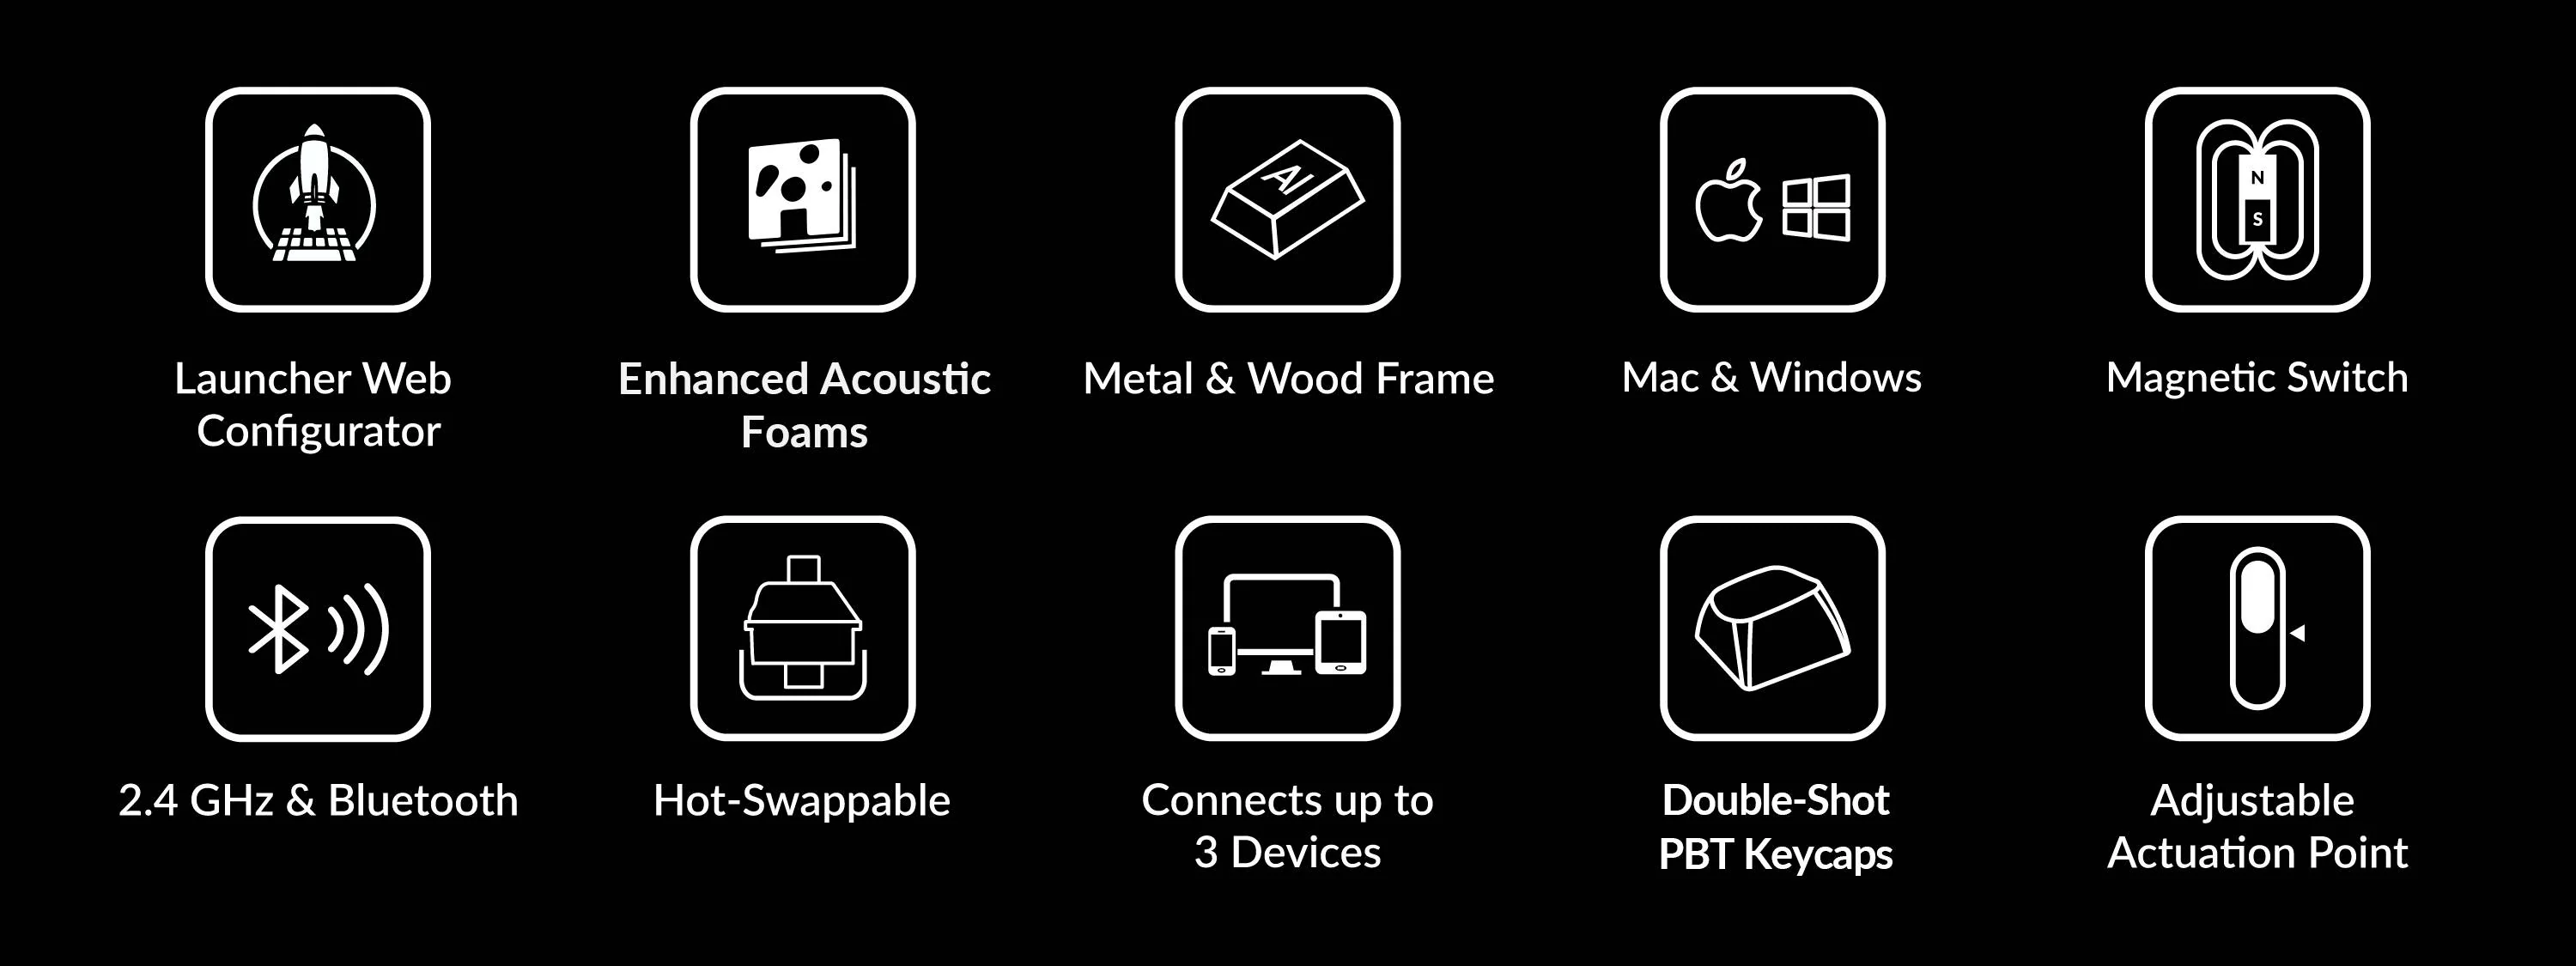 Al
N
S
Launcher Web
Configurator
Enhanced Acoustic
Foams
Metal & Wood Frame
Mac & Windows
Magnetic Switch
2.4 GHz & Bluetooth
Hot-Swappable
Connects up to
3 Devices
Double-Shot
PBT Keycaps
Adjustable
Actuation Point